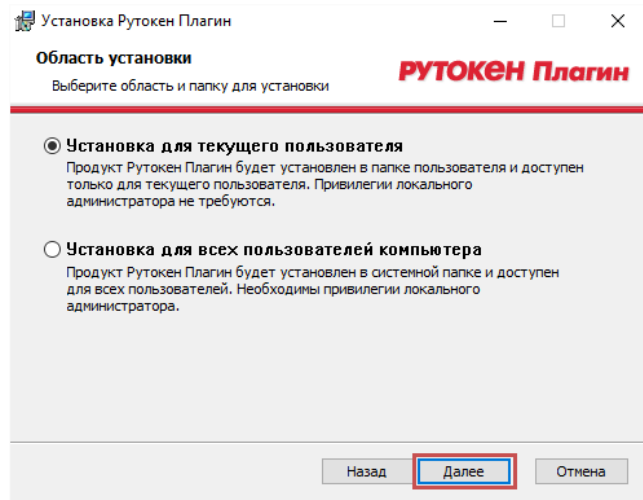 Установка Рутокен Плагин
Область установки
Выберите область и папку для установки
РУТОКЕН Плагин
Установка для текущего пользователя
Продукт Рутокен Плагин будет установлен в папке пользователя и доступен
только для текущего пользователя. Привилегии локального
администратора не требуются.
Установка для всех пользователей компьютера
Продукт Рутокен Плагин будет установлен в системной папке и доступен
для всех пользователей. Необходимы привилегии локального
администратора.
Назад Далее Отмена